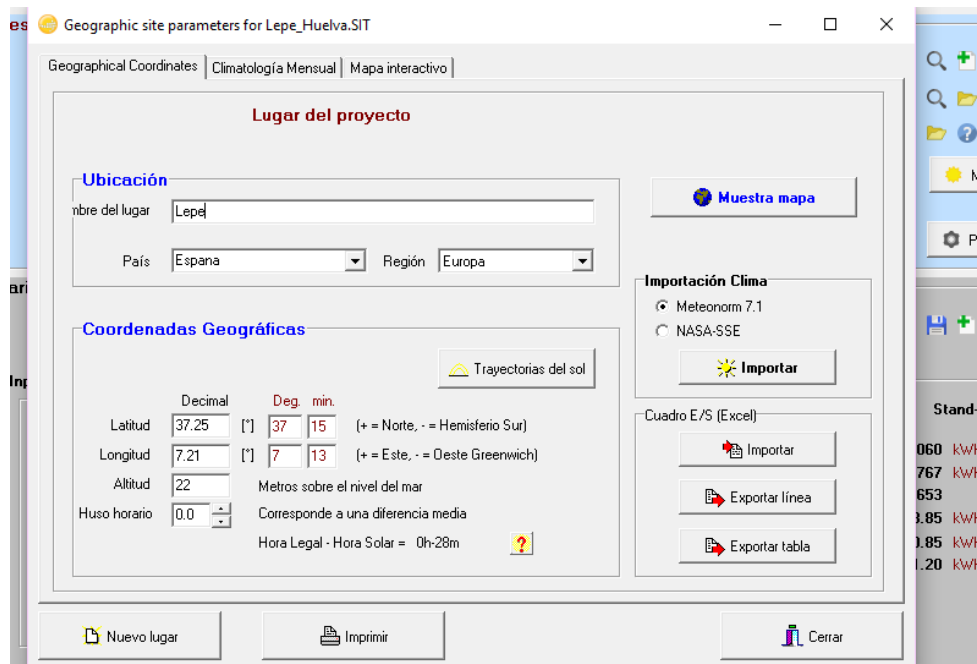 es
Geographic site parameters for Lepe_Huelva.SIT
Geographical Coordinates Climatología Mensual Mapa interactivo
Lugar del proyecto
Ubicación
mbre del lugar Lepe
País Espana Región Europa
Muestra mapa
Importación Clima
Meteonorm 7.1
NASA-SSE
Importar
Coordenadas Geográficas
Trayectorias del sol
Decimal Deg. min.
Latitud 37.25 [°] 37 15 (+ = Norte, - = Hemisferio Sur)
Longitud 7.21 [°] 7 13 (+ = Este, - = Oeste Greenwich)
Altitud 22 Metros sobre el nivel del mar
Huso horario 0.0 Corresponde a una diferencia media
Hora Legal - Hora Solar = 0h-28m ?
Cuadro E/S (Excel)
Importar
Exportar línea
Exportar tabla
Nuevo lugar Imprimir Cerrar
ari
Inp
M
P
Stand-
060 kWh
767 kWh
653
3.85 kWh
0.85 kWh
1.20 kWh